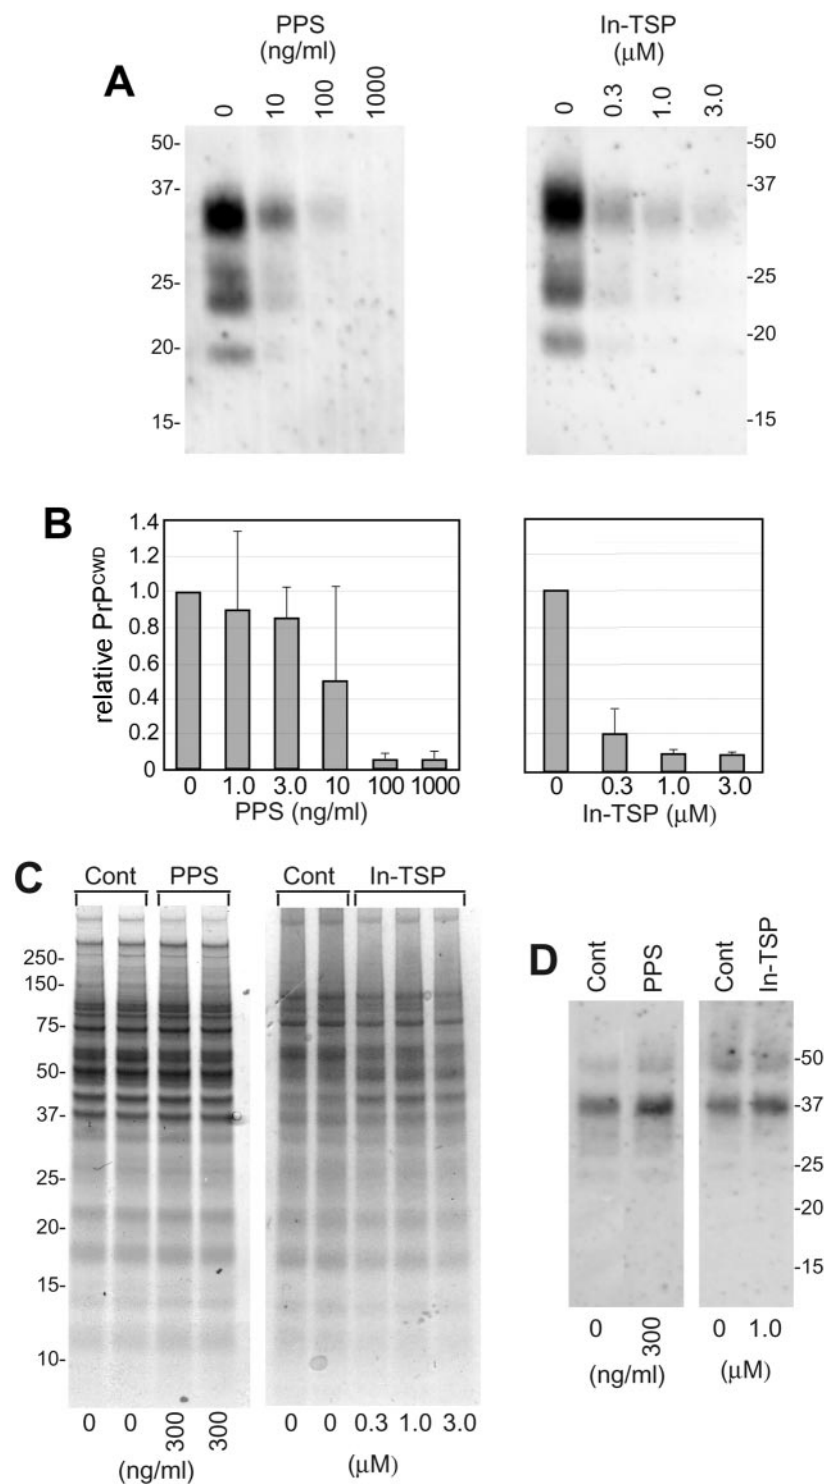 PPS
(ng/ml)
0 10 100 1000
In-TSP
(μM)
0 0.3 1.0 3.0
A
50-
37-
25-
20-
15-
-50
-37
-25
-20
-15
B
relative PrPCWD
1.4
1.0
0.8
0.6
0.4
0.2
0
0 1.0 3.0 10 100 1000
PPS (ng/ml)
0 0.3 1.0 3.0
In-TSP (μM)
C
Cont PPS
Cont In-TSP
250-
150-
75-
50-
37-
25-
20-
15-
10-
0 0 300 300
(ng/ml)
0 0 0.3 1.0 3.0
(μM)
D
Cont PPS
Cont In-TSP
-50
-37
-25
-20
-15
0 300
(ng/ml)
0 1.0
(μM)